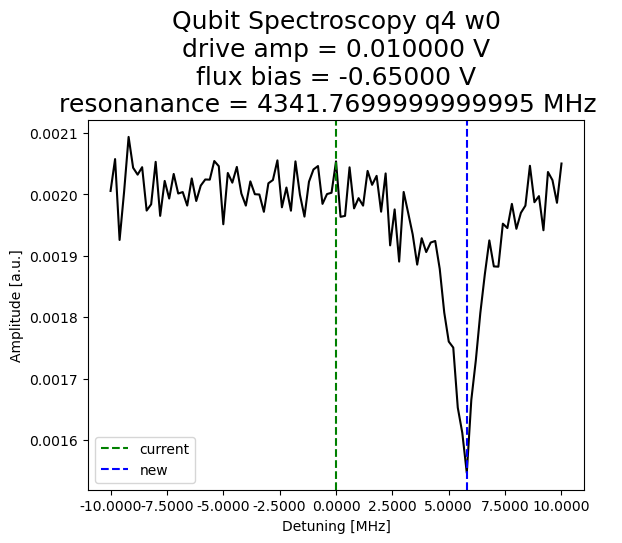 Qubit Spectroscopy q4 w0
drive amp = 0.010000 V
flux bias = -0.65000 V
resonanance = 4341.7699999999995 MHz
0.0021
0.0020
0.0019
0.0018
0.0017
0.0016
Amplitude [a.u.]
current
new
-10.0000 -7.5000 -5.0000 -2.5000 0.0000 2.5000 5.0000 7.5000 10.0000
Detuning [MHz]